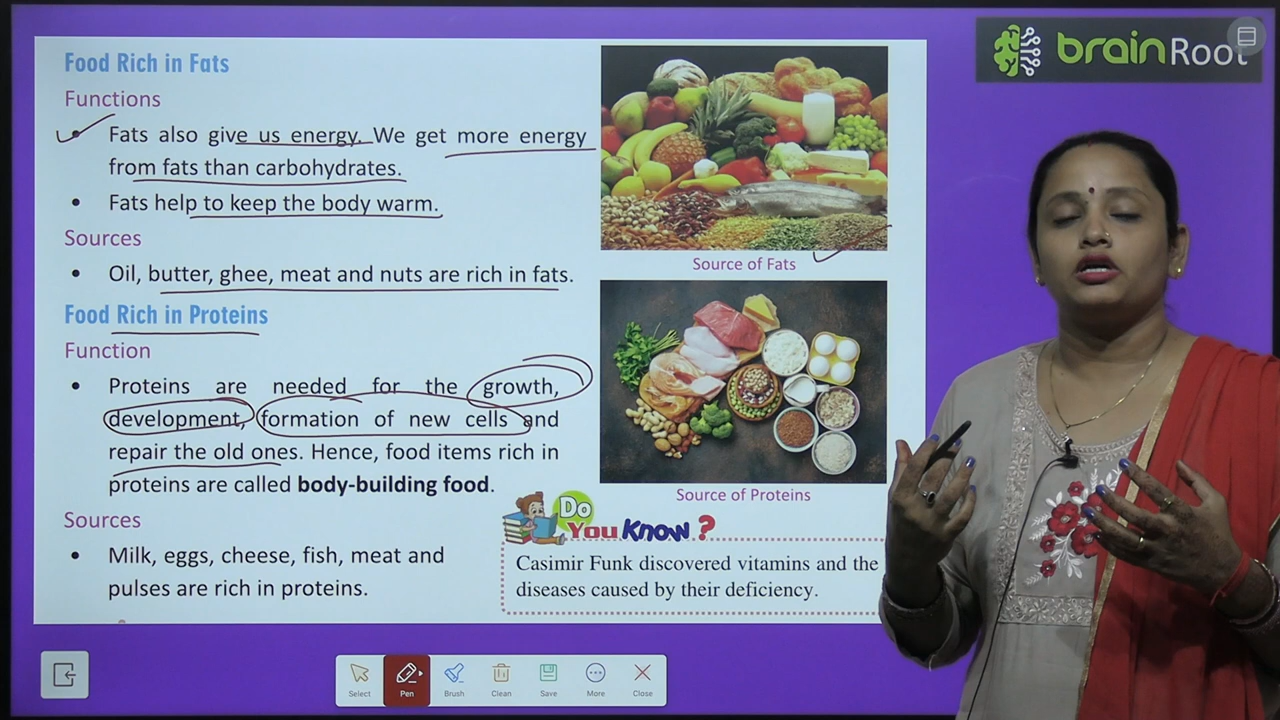 brainRoot
Food Rich in Fats
Functions
• Fats also give us energy. We get more energy
from fats than carbohydrates.
• Fats help to keep the body warm.
Sources
• Oil, butter, ghee, meat and nuts are rich in fats.
Source of Fats
Food Rich in Proteins
Function
• Proteins are needed for the growth,
development, formation of new cells and
repair the old ones. Hence, food items rich in
proteins are called body-building food.
Sources
• Milk, eggs, cheese, fish, meat and
pulses are rich in proteins.
Source of Proteins
Do
You Know?
Casimir Funk discovered vitamins and the
diseases caused by their deficiency.
Select
Pen
Brush
Clean
Save
More
Close